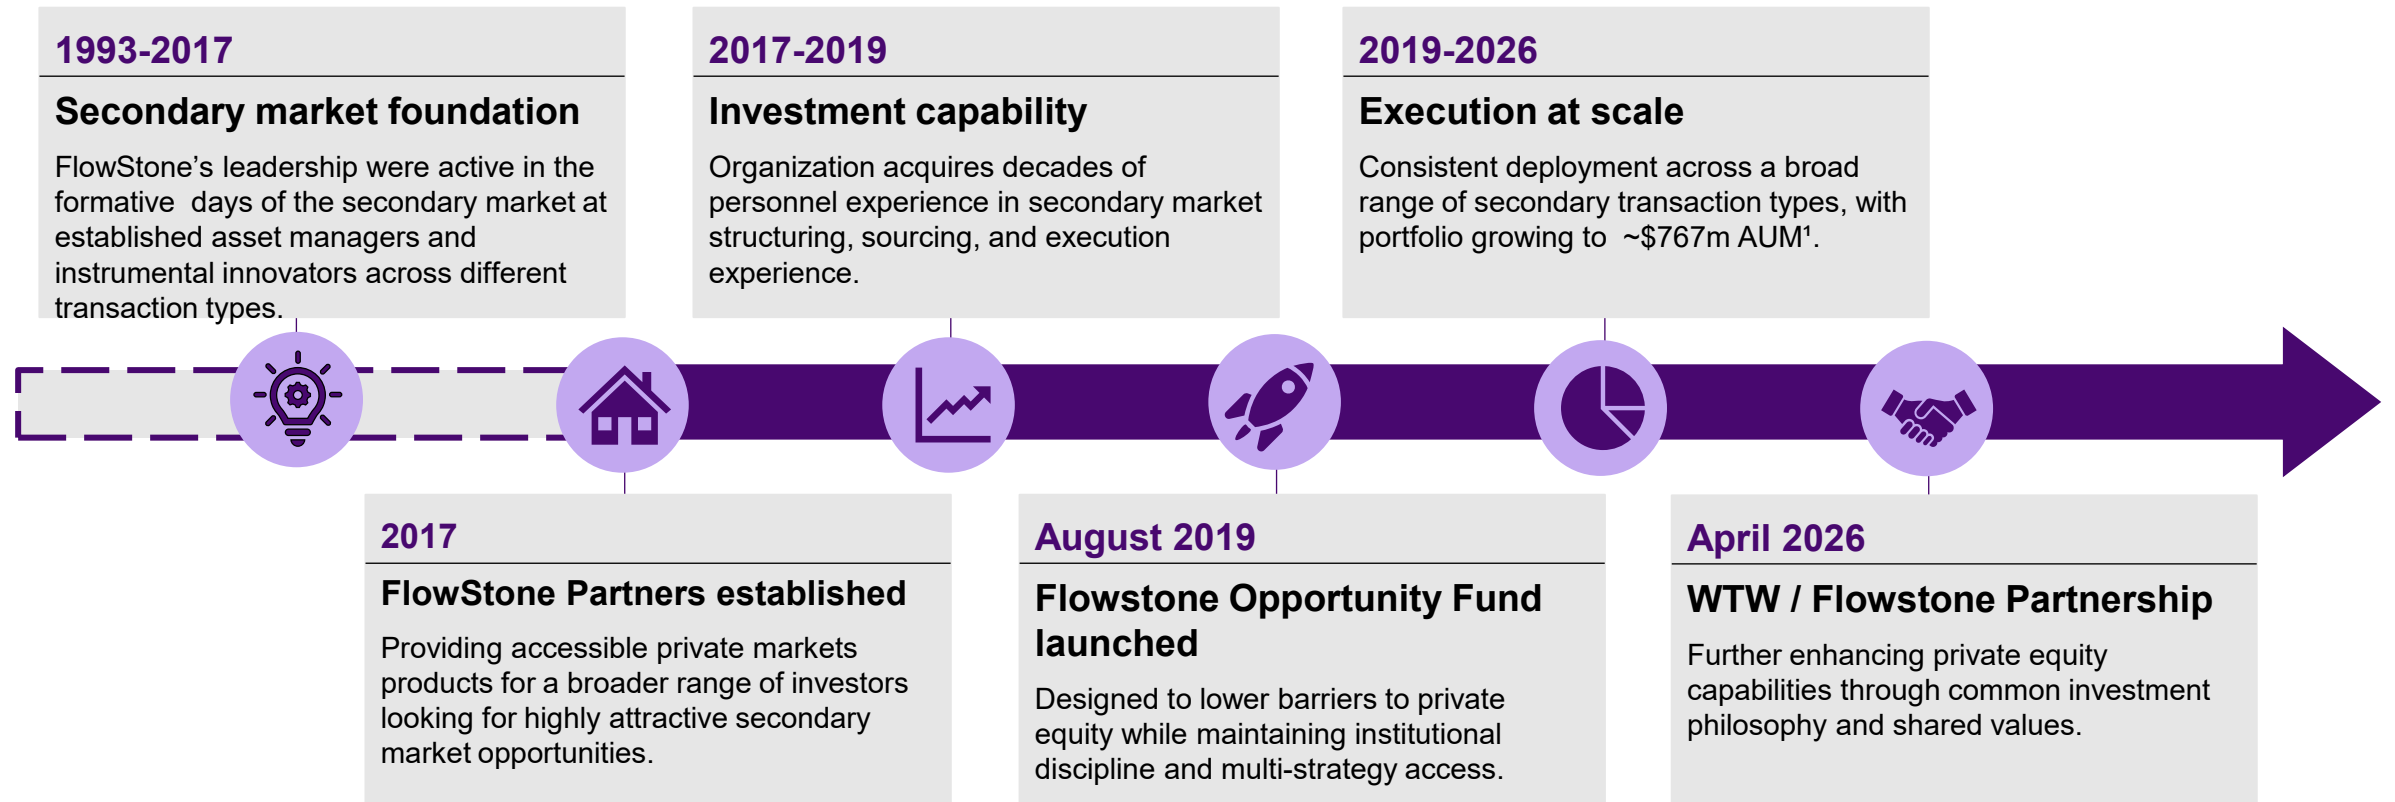 1993-2017
Secondary market foundation
FlowStone’s leadership were active in the
formative  days of the secondary market at
established asset managers and
instrumental innovators across different
transaction types.
2017-2019
Investment capability
Organization acquires decades of
personnel experience in secondary market
structuring, sourcing, and execution
experience.
2019-2026
Execution at scale
Consistent deployment across a broad
range of secondary transaction types, with
portfolio growing to  ~$767m AUM¹.
2017
FlowStone Partners established
Providing accessible private markets
products for a broader range of investors
looking for highly attractive secondary
market opportunities.
August 2019
Flowstone Opportunity Fund
launched
Designed to lower barriers to private
equity while maintaining institutional
discipline and multi-strategy access.
April 2026
WTW / Flowstone Partnership
Further enhancing private equity
capabilities through common investment
philosophy and shared values.